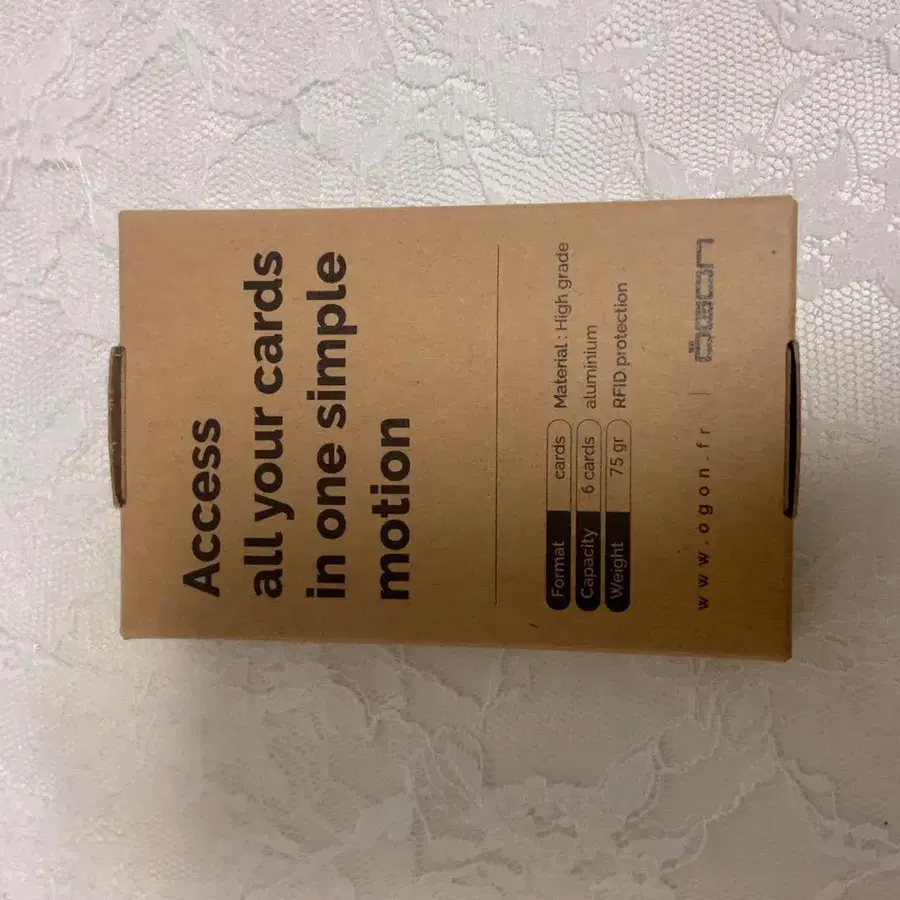 Access
all your cards
in one simple
motion
Format cards Material : High grade
Capacity 6 cards aluminium
Weight 75 gr RFID protection
www.ogon.fr | ögon